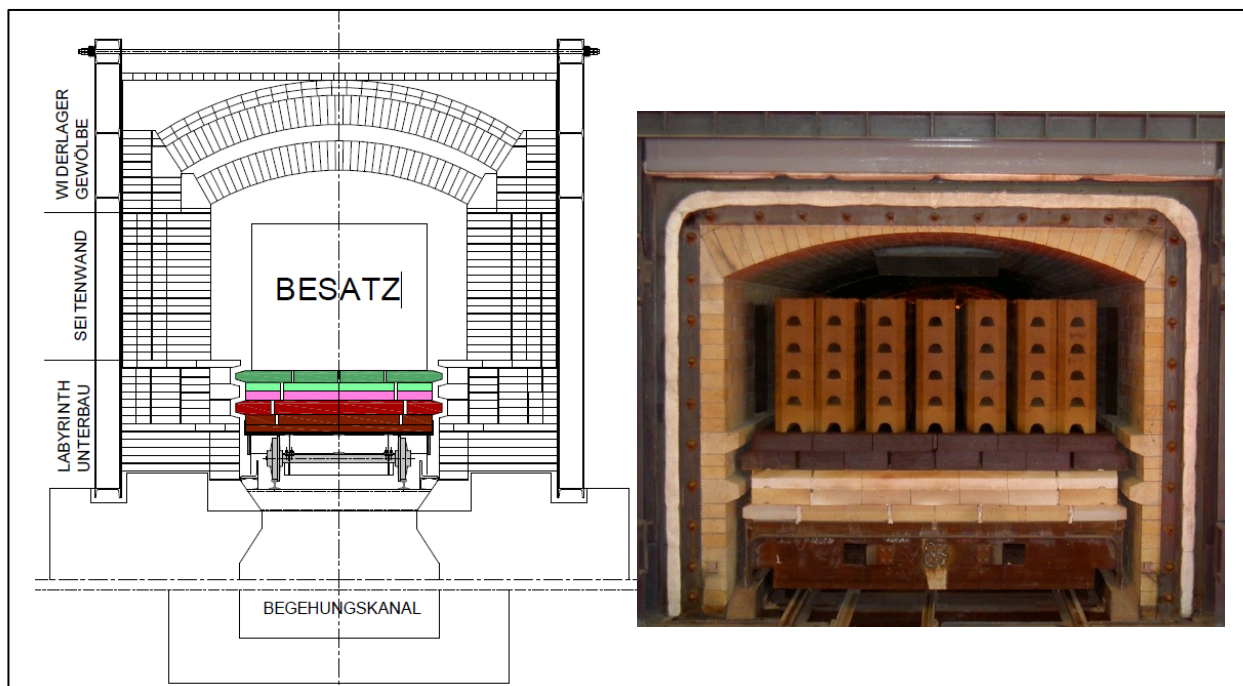 WIDERLAGER
GEWÖLBE
SEITENWAND
LABYRINTH
UNTERBAU
BESATZ
BEGEHUNGSKANAL